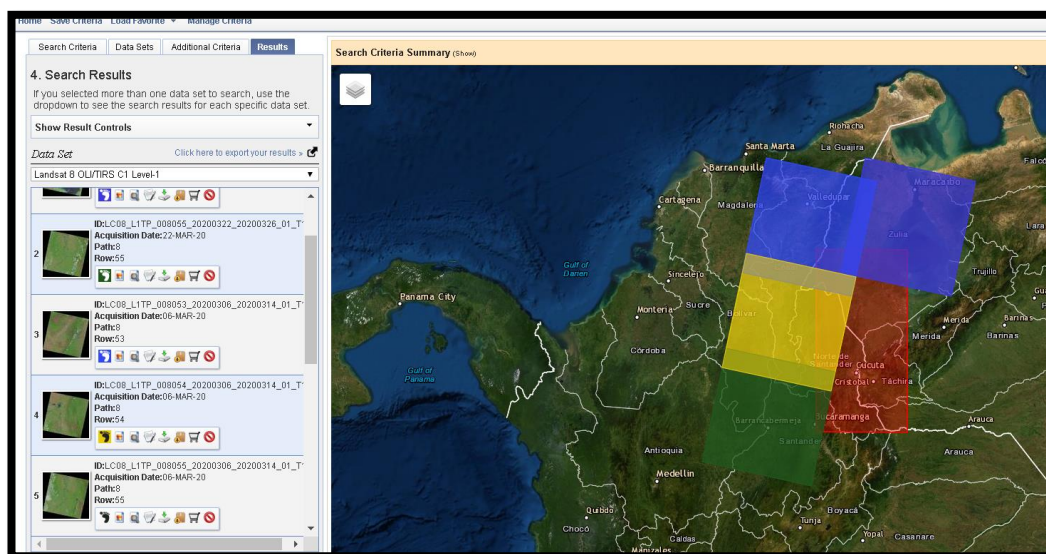 Home Save Criteria Load Favorite Manage Criteria
Search Criteria Data Sets Additional Criteria Results
4. Search Results
If you selected more than one data set to search, use the
dropdown to see the search results for each specific data set.
Show Result Controls
Data Set Click here to export your results »
Landsat 8 OLI/TIRS C1 Level-1
2
ID:LC08_L1TP_008055_20200322_20200326_01_T
Acquisition Date:22-MAR-20
Path:8
Row:55
3
ID:LC08_L1TP_008053_20200306_20200314_01_T
Acquisition Date:06-MAR-20
Path:8
Row:53
4
ID:LC08_L1TP_008054_20200306_20200314_01_T
Acquisition Date:06-MAR-20
Path:8
Row:54
5
ID:LC08_L1TP_008055_20200306_20200314_01_T
Acquisition Date:06-MAR-20
Path:8
Row:55
Search Criteria Summary (Show)
Riohacha
Santa Marta
La Guajira
Barranquilla
Maracaibo
Valledupar
Cartagena
Magdalena
Zulia
Lara
Gulf of
Darien
Sincelejo
Trujillo
Panama City
Monteria
Sucre
Bolivar
Merida
Barinas
Merida
Barinas
Córdoba
Norte de
Santander
Cucuta
Gulf of
Panama
Cristobal
Táchira
Bucaramanga
Barrancabermeja
Arauca
Santander
Antioquia
Arauca
Medellin
Quibdo
Boyacá
Tunja
Chocó
Yopal
Casanare
Caldas
Manizales